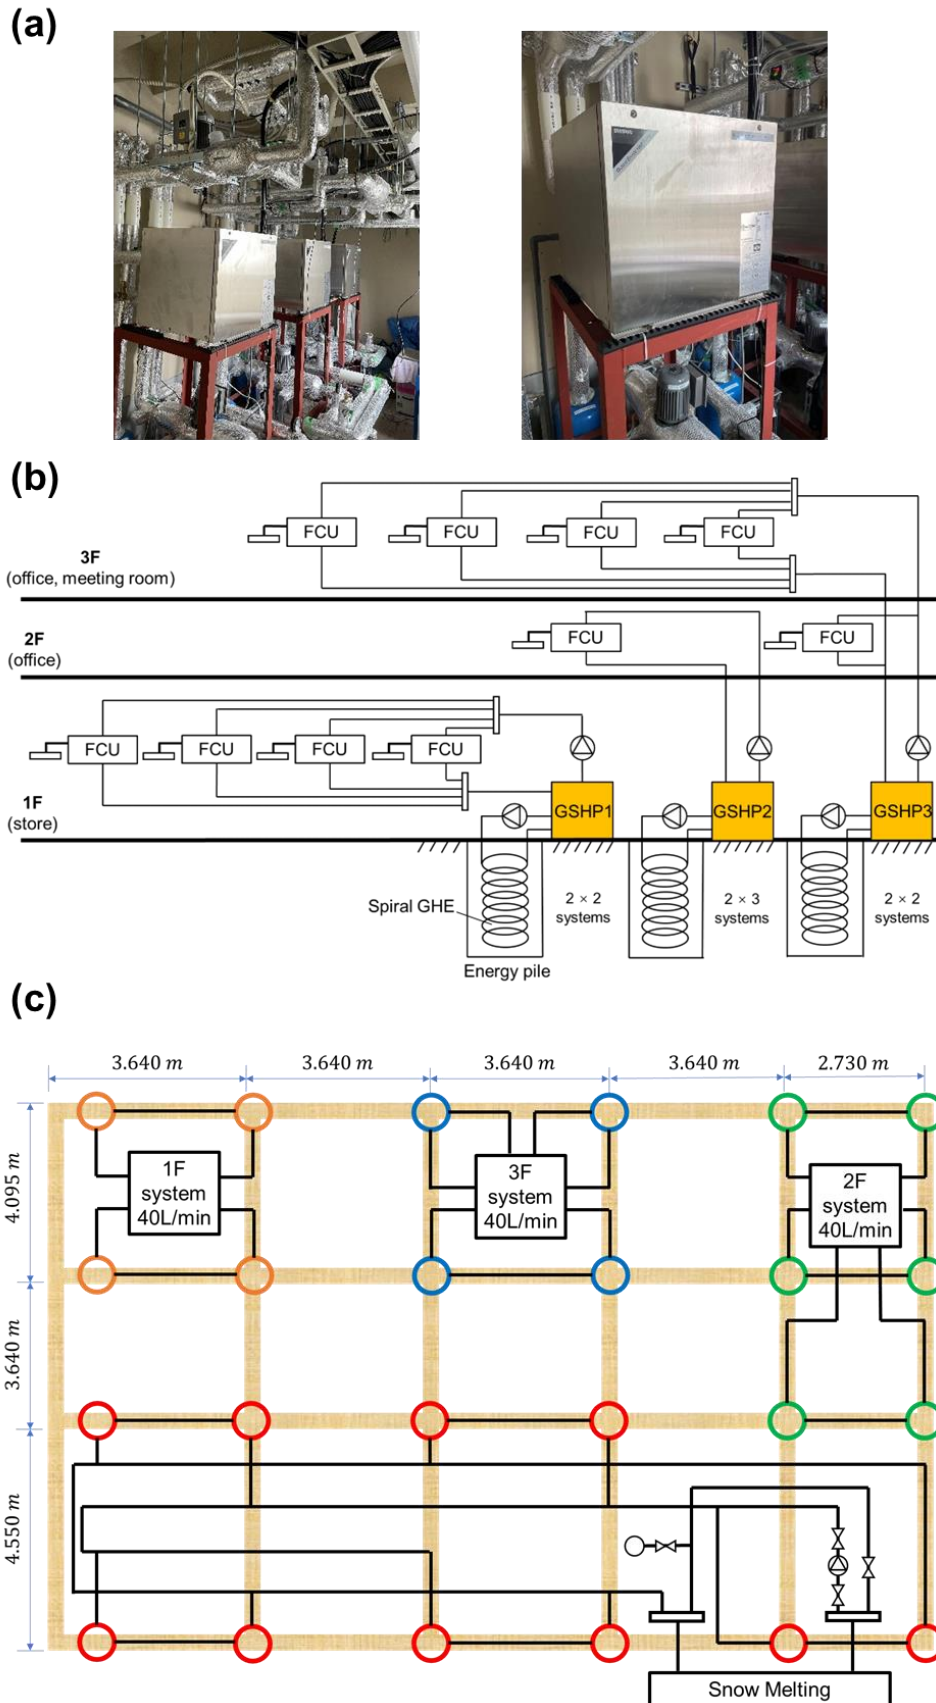 (a)
(b)
FCU
FCU
FCU
FCU
3F
(office, meeting room)
2F
(office)
FCU
FCU
FCU
FCU
FCU
FCU
1F
(store)
GSHP1
GSHP2
GSHP3
Spiral GHE
2 × 2
systems
2 × 3
systems
2 × 2
systems
Energy pile
(c)
3.640 m
3.640 m
3.640 m
3.640 m
2.730 m
4.095 m
1F
system
40L/min
3F
system
40L/min
2F
system
40L/min
3.640 m
4.550 m
Snow Melting